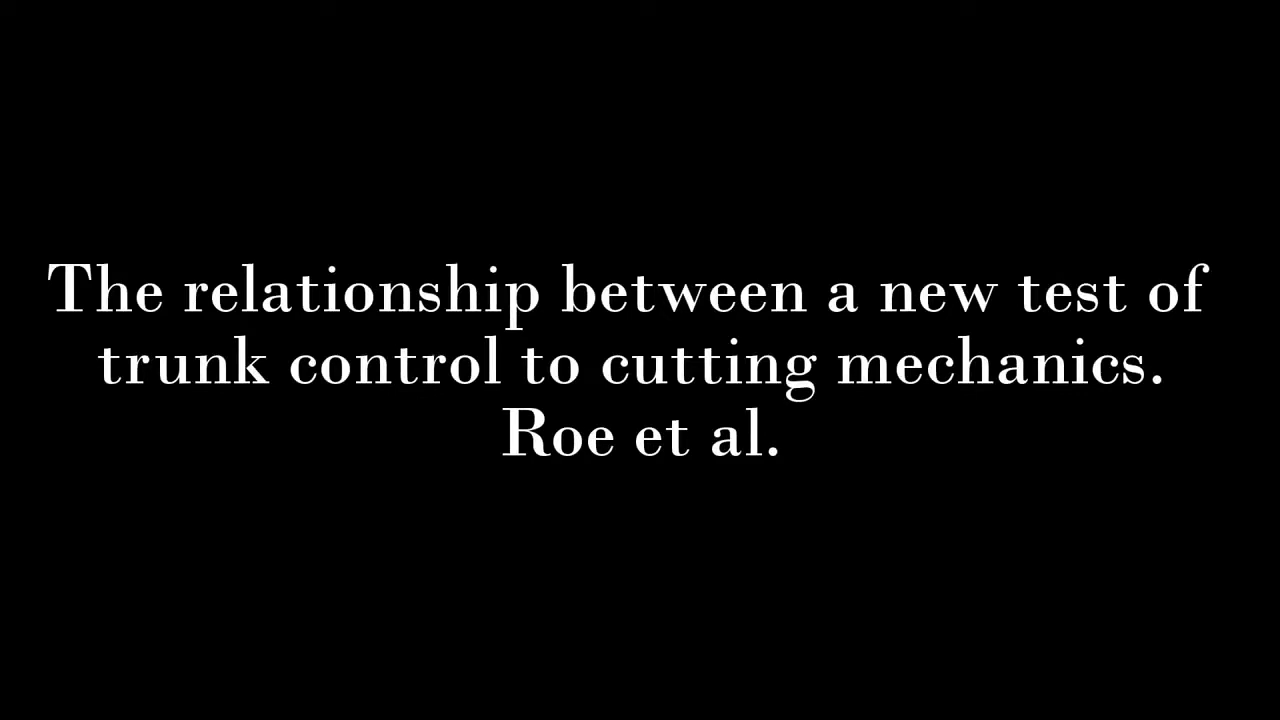 The relationship between a new test of
trunk control to cutting mechanics.
Roe et al.